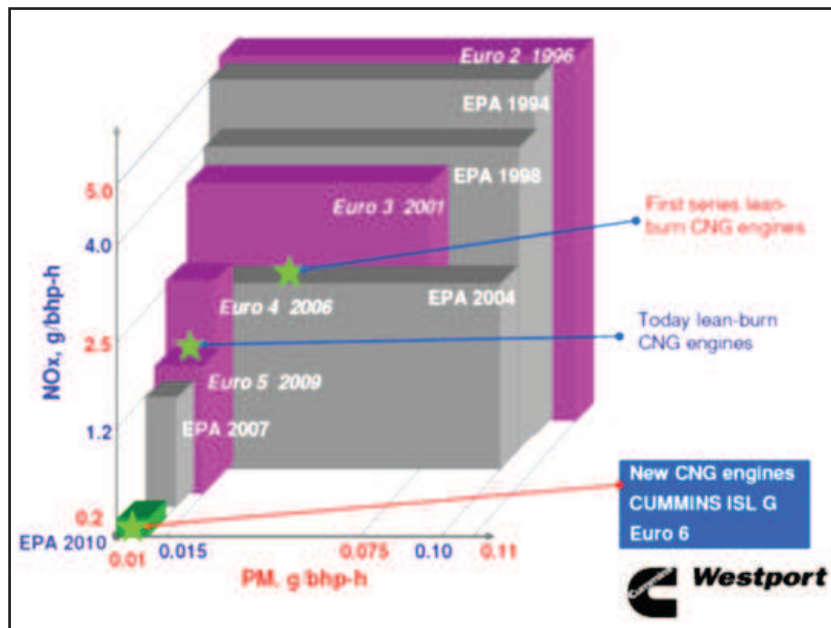 Euro 2 1996
EPA 1994
EPA 1998
Euro 3 2001
First series lean-
burn CNG engines
EPA 2004
Euro 4 2006
Today lean-burn
CNG engines
Euro 5 2009
EPA 2007
New CNG engines
CUMMINS ISL G
Euro 6
EPA 2010
NOx, g/bhp-h
5.0
4.0
2.5
1.2
0.2
0.01
0.015
0.075
0.10
0.11
PM, g/bhp-h
Cummins
Westport